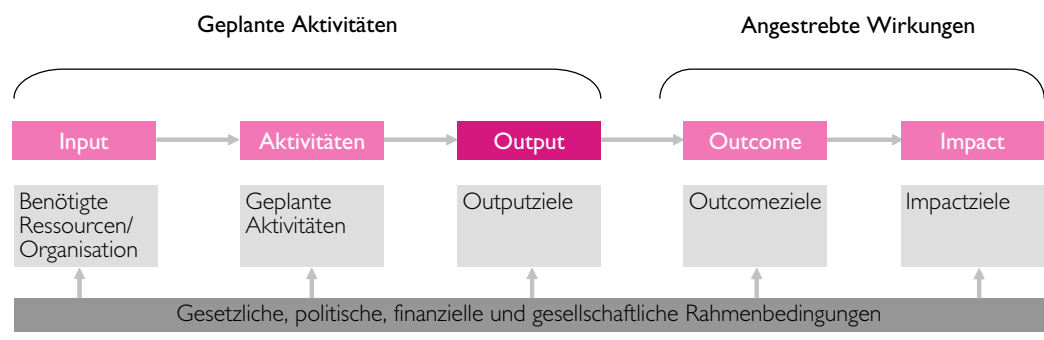 Geplante Aktivitäten
Angestrebte Wirkungen
Input
Aktivitäten
Output
Outcome
Impact
Benötigte
Ressourcen/
Organisation
Geplante
Aktivitäten
Outputziele
Outcomeziele
Impactziele
Gesetzliche, politische, finanzielle und gesellschaftliche Rahmenbedingungen